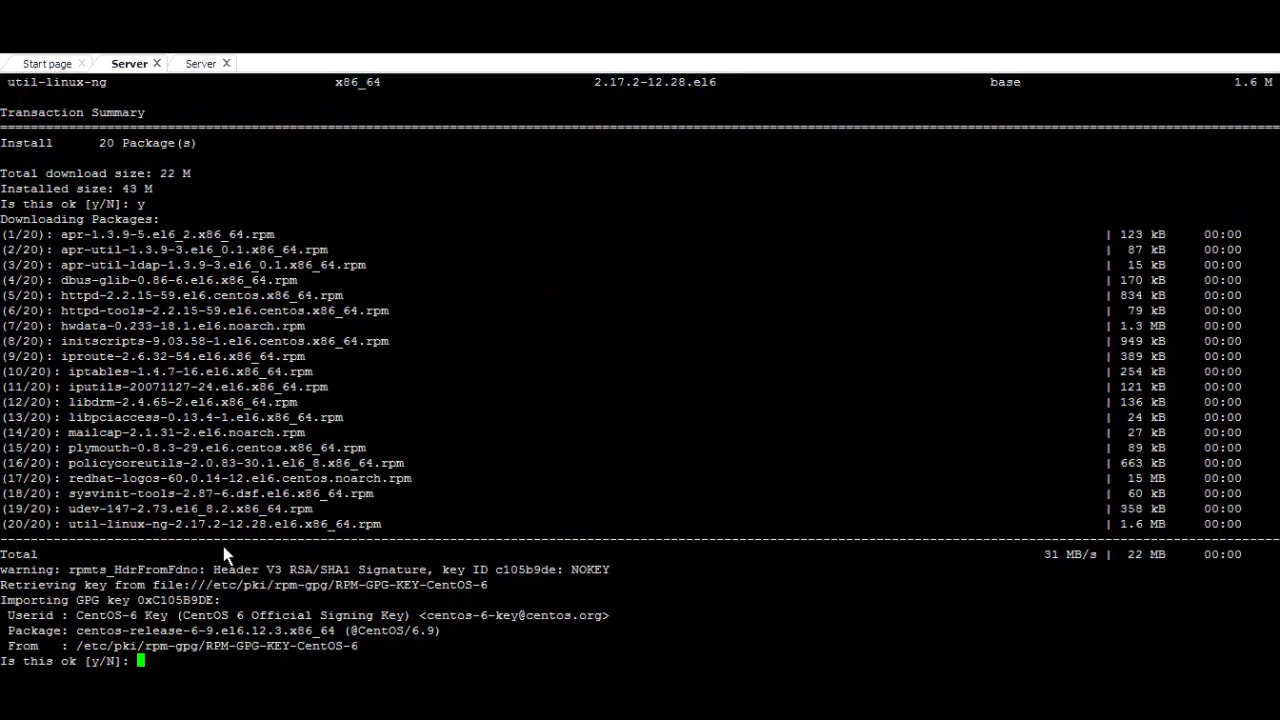 Start page Server Server
util-linux-ng x86_64 2.17.2-12.28.el6 base 1.6 M
Transaction Summary
================================================================================
Install 20 Package(s)
Total download size: 22 M
Installed size: 43 M
Is this ok [y/N]: y
Downloading Packages:
(1/20): apr-1.3.9-5.el6_2.x86_64.rpm | 123 kB 00:00
(2/20): apr-util-1.3.9-3.el6_0.1.x86_64.rpm | 87 kB 00:00
(3/20): apr-util-ldap-1.3.9-3.el6_0.1.x86_64.rpm | 15 kB 00:00
(4/20): dbus-glib-0.86-6.el6.x86_64.rpm | 170 kB 00:00
(5/20): httpd-2.2.15-59.el6.centos.x86_64.rpm | 834 kB 00:00
(6/20): httpd-tools-2.2.15-59.el6.centos.x86_64.rpm | 79 kB 00:00
(7/20): hwdata-0.233-18.1.el6.noarch.rpm | 1.3 MB 00:00
(8/20): initscripts-9.03.58-1.el6.centos.x86_64.rpm | 949 kB 00:00
(9/20): iproute-2.6.32-54.el6.x86_64.rpm | 389 kB 00:00
(10/20): iptables-1.4.7-16.el6.x86_64.rpm | 254 kB 00:00
(11/20): iputils-20071127-24.el6.x86_64.rpm | 121 kB 00:00
(12/20): libdrm-2.4.65-2.el6.x86_64.rpm | 136 kB 00:00
(13/20): libpciaccess-0.13.4-1.el6.x86_64.rpm | 24 kB 00:00
(14/20): mailcap-2.1.31-2.el6.noarch.rpm | 27 kB 00:00
(15/20): plymouth-0.8.3-29.el6.centos.x86_64.rpm | 89 kB 00:00
(16/20): policycoreutils-2.0.83-30.1.el6_8.x86_64.rpm | 663 kB 00:00
(17/20): redhat-logos-60.0.14-12.el6.centos.noarch.rpm | 15 MB 00:00
(18/20): sysvinit-tools-2.87-6.dsf.el6.x86_64.rpm | 60 kB 00:00
(19/20): udev-147-2.73.el6_8.2.x86_64.rpm | 358 kB 00:00
(20/20): util-linux-ng-2.17.2-12.28.el6.x86_64.rpm | 1.6 MB 00:00
--------------------------------------------------------------------------------
Total 31 MB/s | 22 MB 00:00
warning: rpmts_HdrFromFdno: Header V3 RSA/SHA1 Signature, key ID c105b9de: NOKEY
Retrieving key from file:///etc/pki/rpm-gpg/RPM-GPG-KEY-CentOS-6
Importing GPG key 0xC105B9DE:
Userid : CentOS-6 Key (CentOS 6 Official Signing Key) <centos-6-key@centos.org>
Package: centos-release-6-9.el6.12.3.x86_64 (@CentOS/6.9)
From : /etc/pki/rpm-gpg/RPM-GPG-KEY-CentOS-6
Is this ok [y/N]: